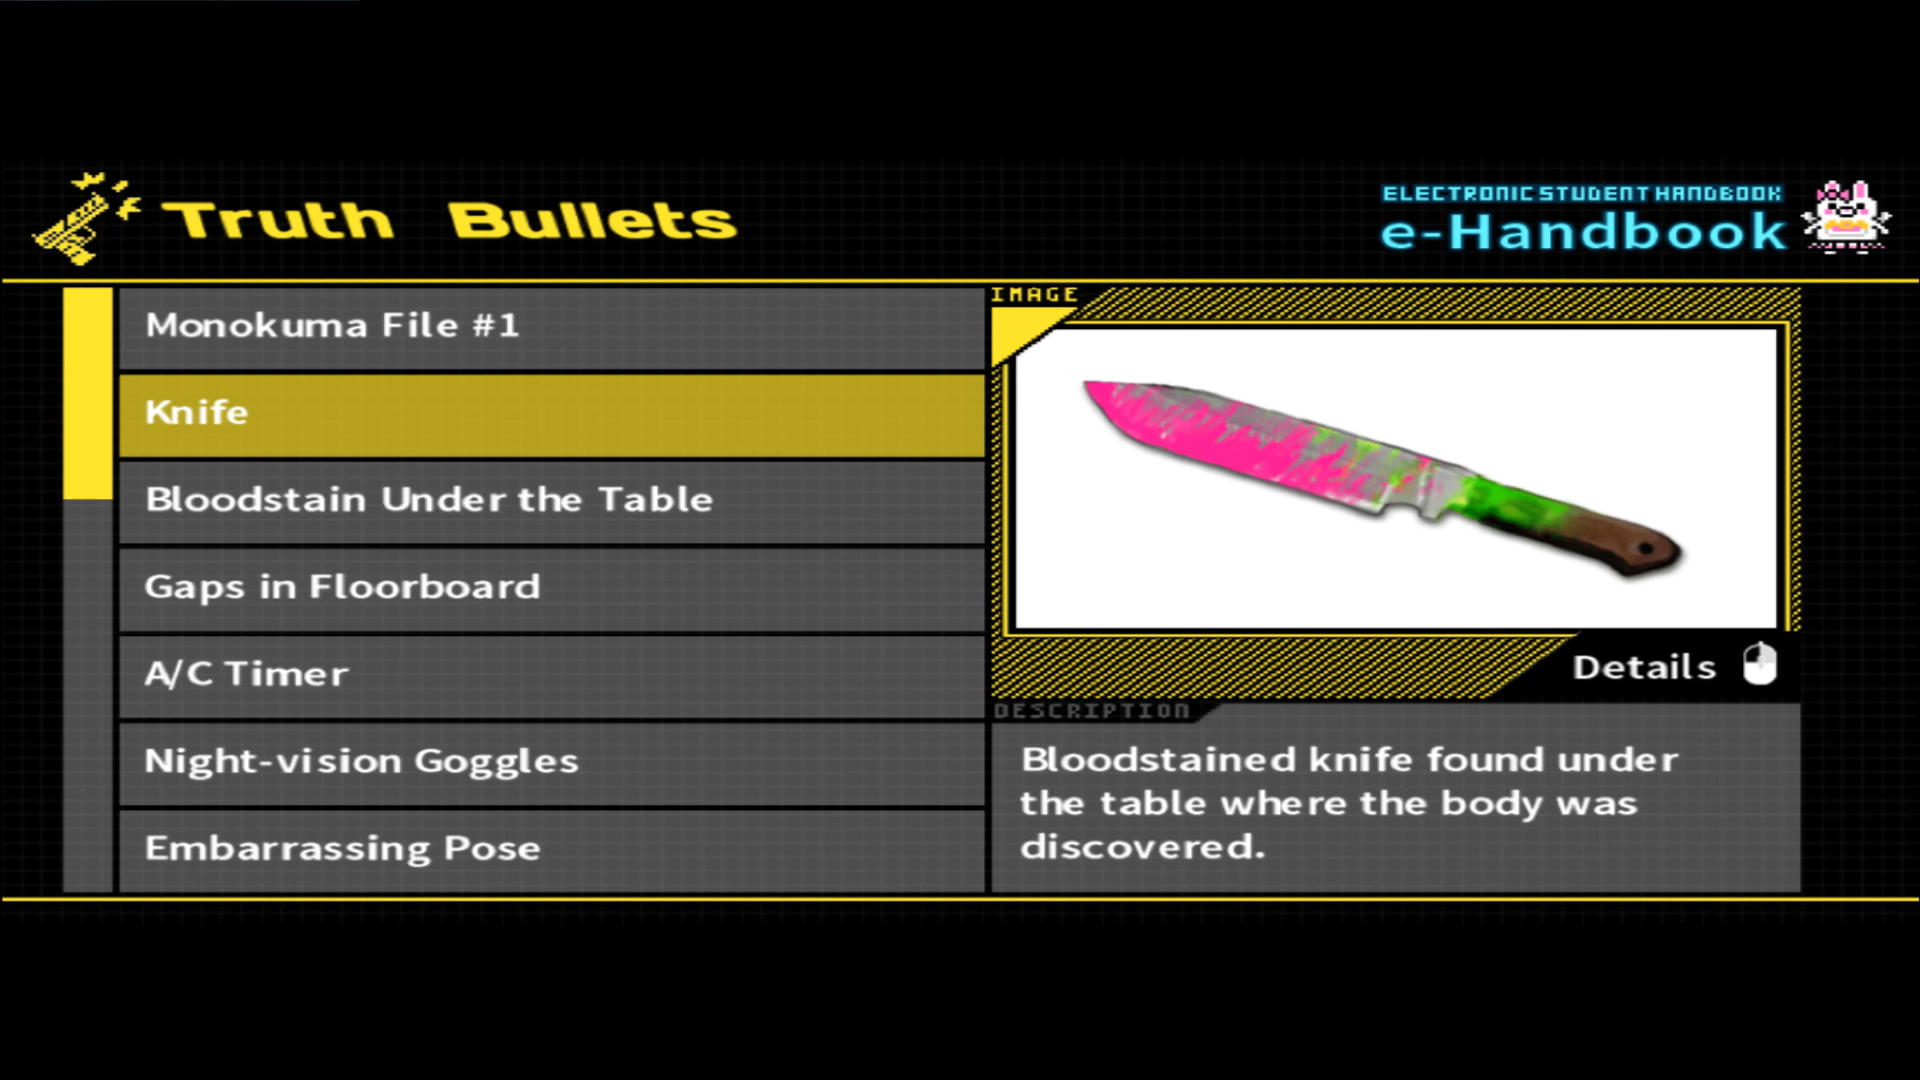 Truth Bullets
ELECTRONIC STUDENT HANDBOOK
e-Handbook
Monokuma File #1
Knife
Bloodstain Under the Table
Gaps in Floorboard
A/C Timer
Night-vision Goggles
Embarrassing Pose
IMAGE
Details
DESCRIPTION
Bloodstained knife found under
the table where the body was
discovered.